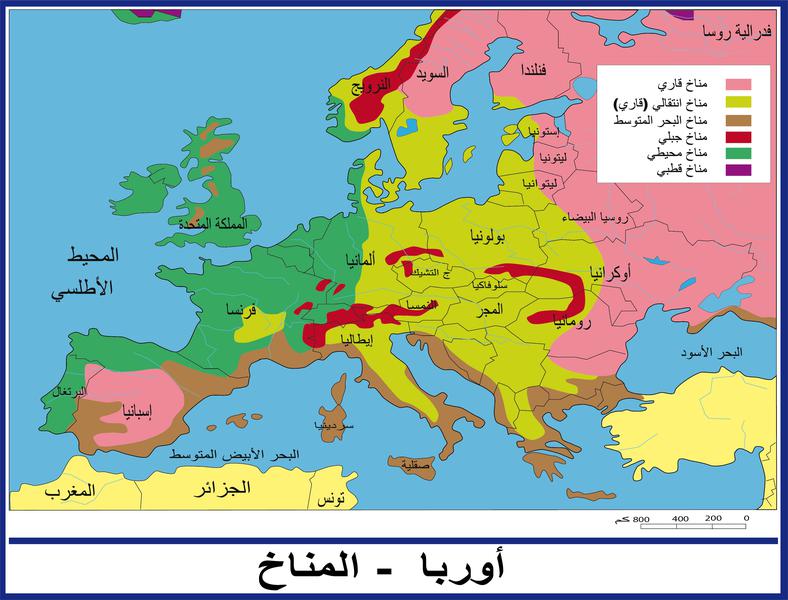 فدرالية روسا
مناخ قاري
مناخ انتقالي (قاري)
مناخ البحر المتوسط
مناخ جبلي
مناخ محيطي
مناخ قطبي
فنلندا
السويد
النرويج
إستونيا
ليتونيا
ليتوانيا
روسيا البيضاء
المملكة المتحدة
بولونيا
المحيط
الأطلسي
ألمانيا
ج التشيك
سلوفاكيا
أوكرانيا
فرنسا
النمسا
المجر
رومانيا
إيطاليا
البحر الأسود
البرتغال
إسبانيا
سردينيا
البحر الأبيض المتوسط
صقلية
المغرب
الجزائر
تونس
800 كم 400 200 0
أوربا - المناخ